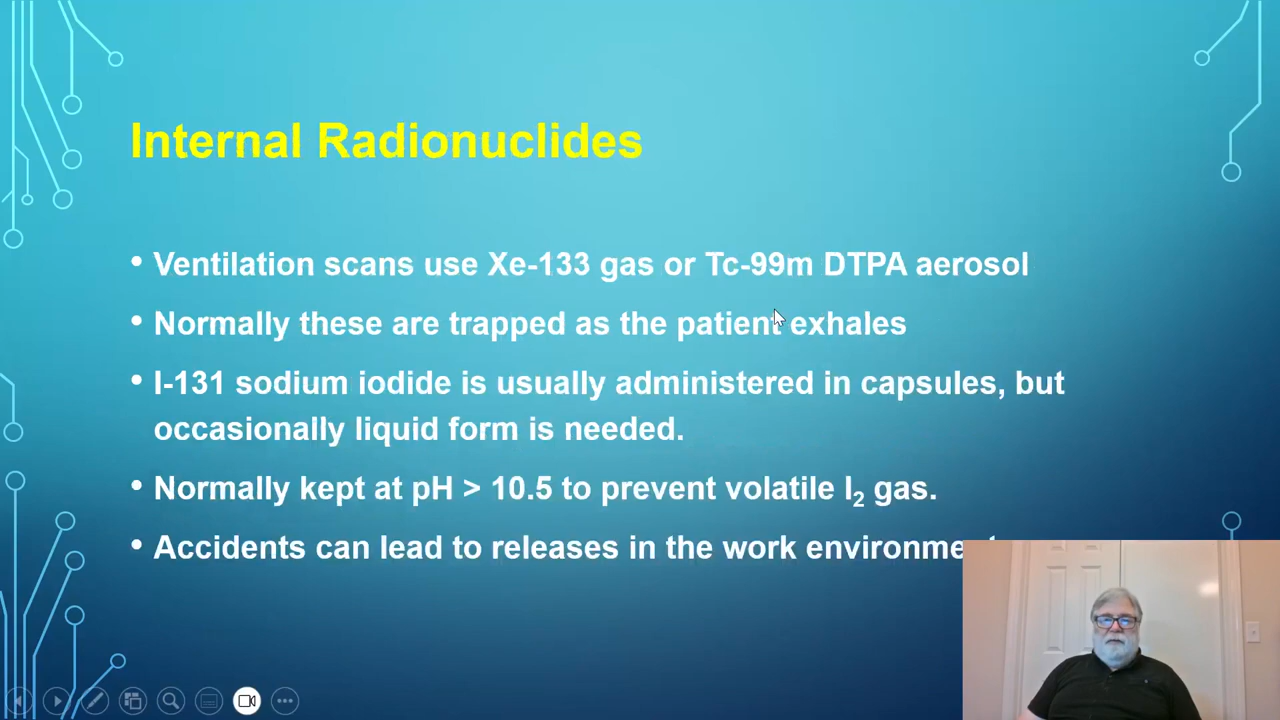 Internal Radionuclides
• Ventilation scans use Xe-133 gas or Tc-99m DTPA aerosol
• Normally these are trapped as the patient exhales
• I-131 sodium iodide is usually administered in capsules, but
occasionally liquid form is needed.
• Normally kept at pH > 10.5 to prevent volatile I₂ gas.
• Accidents can lead to releases in the work environment